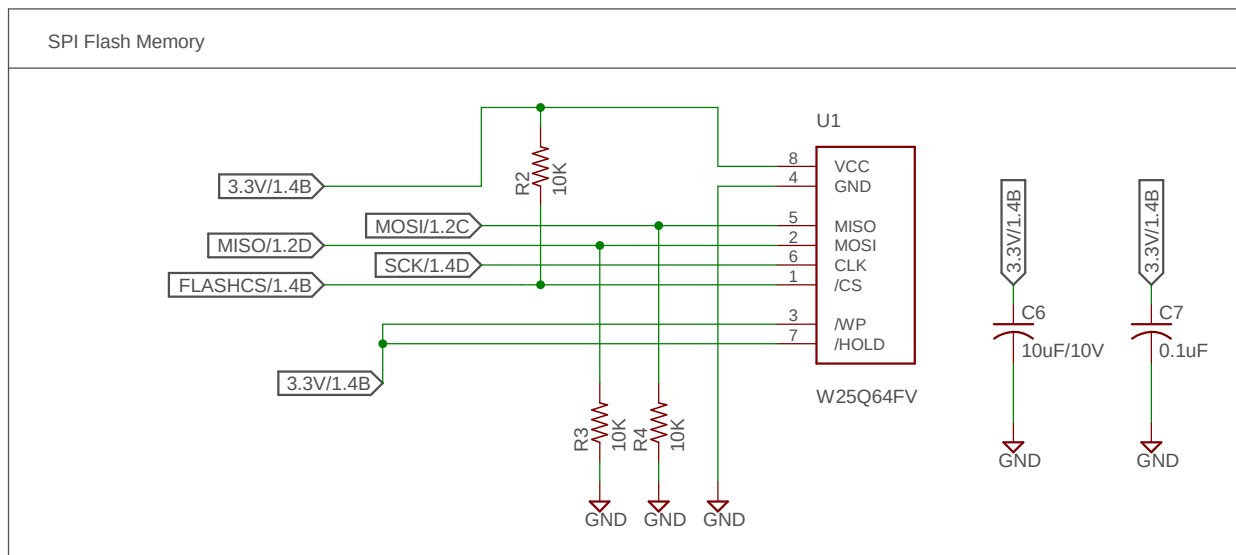 SPI Flash Memory
U1
3.3V/1.4B
R2
10K
8
VCC
4
GND
MOSI/1.2C
5
MISO
MISO/1.2D
2
MOSI
SCK/1.4D
6
CLK
FLASHCS/1.4B
1
/CS
3
/WP
7
/HOLD
3.3V/1.4B
W25Q64FV
R3
10K
R4
10K
GND
GND
GND
3.3V/1.4B
C6
10uF/10V
GND
3.3V/1.4B
C7
0.1uF
GND